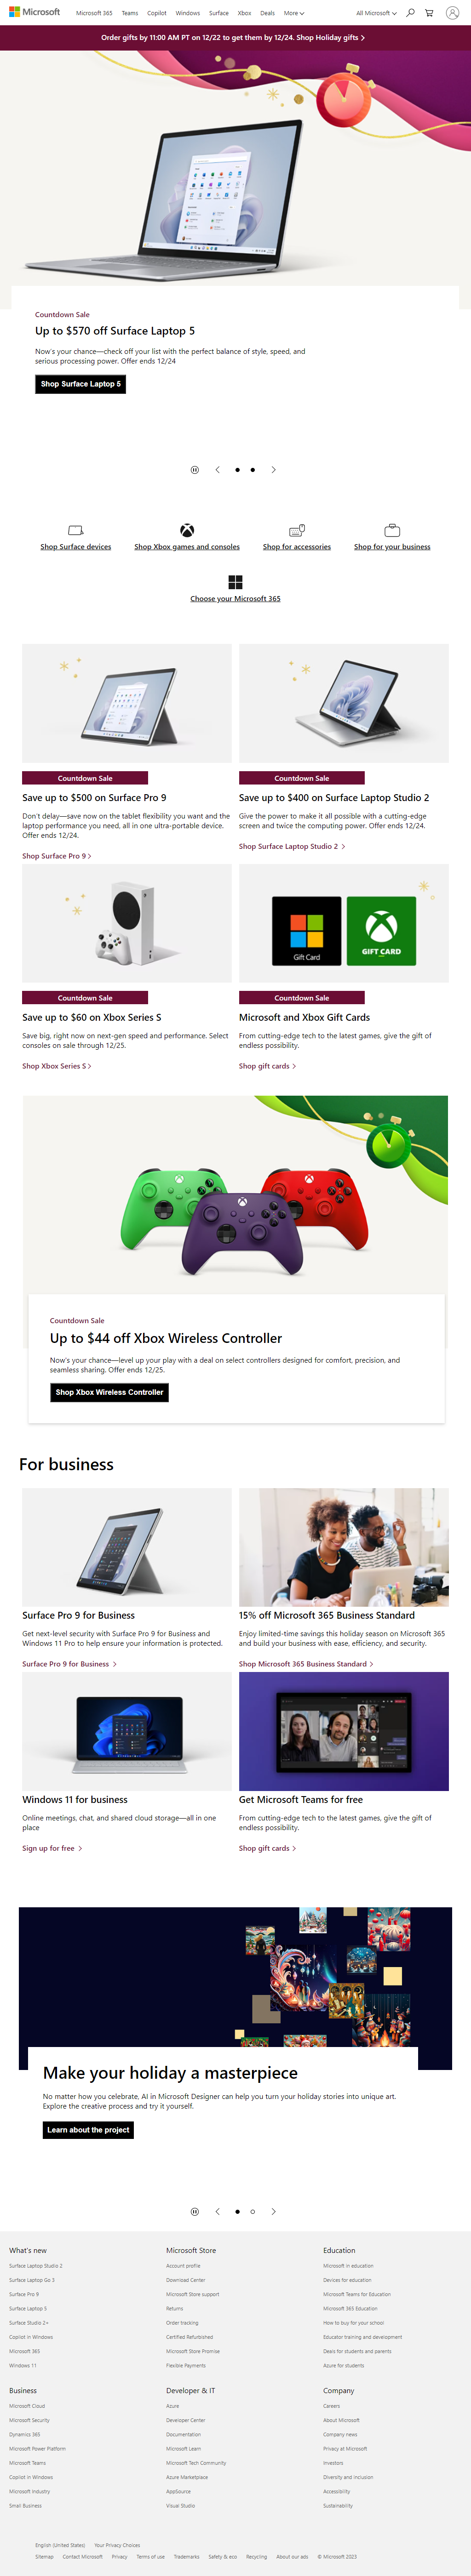 Microsoft
Microsoft 365 Teams Copilot Windows Surface Xbox Deals More All Microsoft
Order gifts by 11:00 AM PT on 12/22 to get them by 12/24. Shop Holiday gifts
Countdown Sale
Up to $570 off Surface Laptop 5
Now's your chance—check off your list with the perfect balance of style, speed, and
serious processing power. Offer ends 12/24
Shop Surface Laptop 5
Shop Surface devices Shop Xbox games and consoles Shop for accessories Shop for your business
Choose your Microsoft 365
Countdown Sale
Save up to $500 on Surface Pro 9
Don't delay—save now on the tablet flexibility you want and the
laptop performance you need, all in one ultra-portable device.
Offer ends 12/24.
Shop Surface Pro 9
Countdown Sale
Save up to $400 on Surface Laptop Studio 2
Give the power to make it all possible with a cutting-edge
screen and twice the computing power. Offer ends 12/24.
Shop Surface Laptop Studio 2
Countdown Sale
Save up to $60 on Xbox Series S
Save big, right now on next-gen speed and performance. Select
consoles on sale through 12/25.
Shop Xbox Series S
Gift Card
GIFT CARD
Countdown Sale
Microsoft and Xbox Gift Cards
From cutting-edge tech to the latest games, give the gift of
endless possibility.
Shop gift cards
Countdown Sale
Up to $44 off Xbox Wireless Controller
Now's your chance—level up your play with a deal on select controllers designed for comfort, precision, and
seamless sharing. Offer ends 12/25.
Shop Xbox Wireless Controller
For business
Surface Pro 9 for Business
Get next-level security with Surface Pro 9 for Business and
Windows 11 Pro to help ensure your information is protected.
Surface Pro 9 for Business
15% off Microsoft 365 Business Standard
Enjoy limited-time savings this holiday season on Microsoft 365
and build your business with ease, efficiency, and security.
Shop Microsoft 365 Business Standard
Windows 11 for business
Online meetings, chat, and shared cloud storage—all in one
place
Sign up for free
Get Microsoft Teams for free
From cutting-edge tech to the latest games, give the gift of
endless possibility.
Shop gift cards
Make your holiday a masterpiece
No matter how you celebrate, AI in Microsoft Designer can help you turn your holiday stories into unique art.
Explore the creative process and try it yourself.
Learn about the project
What's new
Surface Laptop Studio 2
Surface Laptop Go 3
Surface Pro 9
Surface Laptop 5
Surface Studio 2+
Copilot in Windows
Microsoft 365
Windows 11
Microsoft Store
Account profile
Download Center
Microsoft Store support
Returns
Order tracking
Certified Refurbished
Microsoft Store Promise
Flexible Payments
Education
Microsoft in education
Devices for education
Microsoft Teams for Education
Microsoft 365 Education
How to buy for your school
Educator training and development
Deals for students and parents
Azure for students
Business
Microsoft Cloud
Microsoft Security
Dynamics 365
Microsoft Power Platform
Microsoft Teams
Copilot in Windows
Microsoft Industry
Small Business
Developer & IT
Azure
Developer Center
Documentation
Microsoft Learn
Microsoft Tech Community
Azure Marketplace
AppSource
Visual Studio
Company
Careers
About Microsoft
Company news
Privacy at Microsoft
Investors
Diversity and inclusion
Accessibility
Sustainability
English (United States) Your Privacy Choices
Sitemap Contact Microsoft Privacy Terms of use Trademarks Safety & eco Recycling About our ads © Microsoft 2023